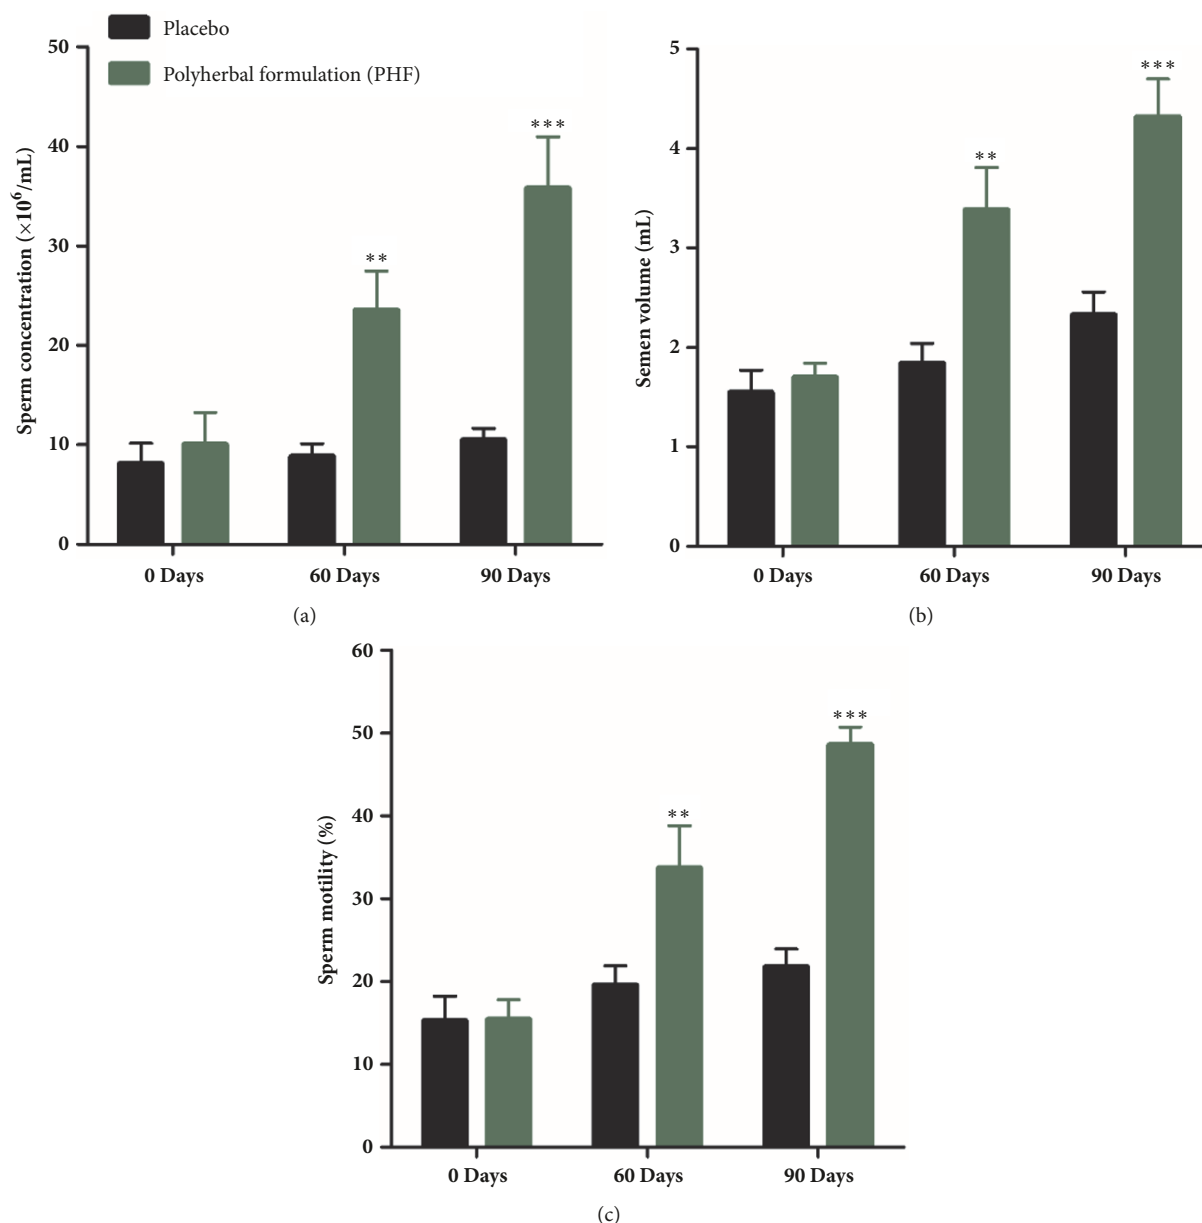 Placebo
Polyherbal formulation (PHF)
50
40
30
20
10
0
Sperm concentration (×10⁶/mL)
**
***
0 Days
60 Days
90 Days
(a)
5
4
3
2
1
0
Semen volume (mL)
**
***
0 Days
60 Days
90 Days
(b)
60
50
40
30
20
10
0
Sperm motility (%)
**
***
0 Days
60 Days
90 Days
(c)